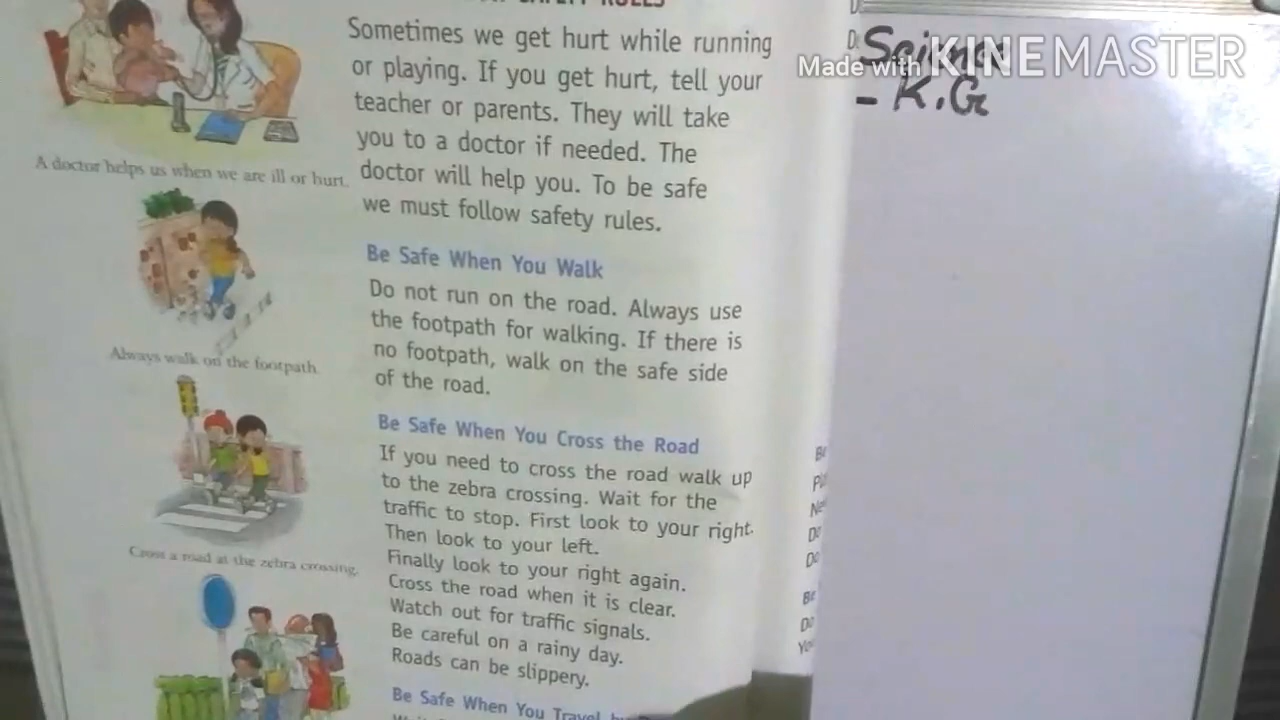 SAFETY RULES
Sometimes we get hurt while running
or playing. If you get hurt, tell your
teacher or parents. They will take
you to a doctor if needed. The
doctor will help you. To be safe
we must follow safety rules.
A doctor helps us when we are ill or hurt.
Be Safe When You Walk
Do not run on the road. Always use
the footpath for walking. If there is
no footpath, walk on the safe side
of the road.
Always walk on the footpath.
Be Safe When You Cross the Road
If you need to cross the road walk up
to the zebra crossing. Wait for the
traffic to stop. First look to your right.
Then look to your left.
Finally look to your right again.
Cross the road when it is clear.
Watch out for traffic signals.
Be careful on a rainy day.
Roads can be slippery.
Cross a road at the zebra crossing.
Be Safe When You Travel
Made with KINEMASTER
- K.G